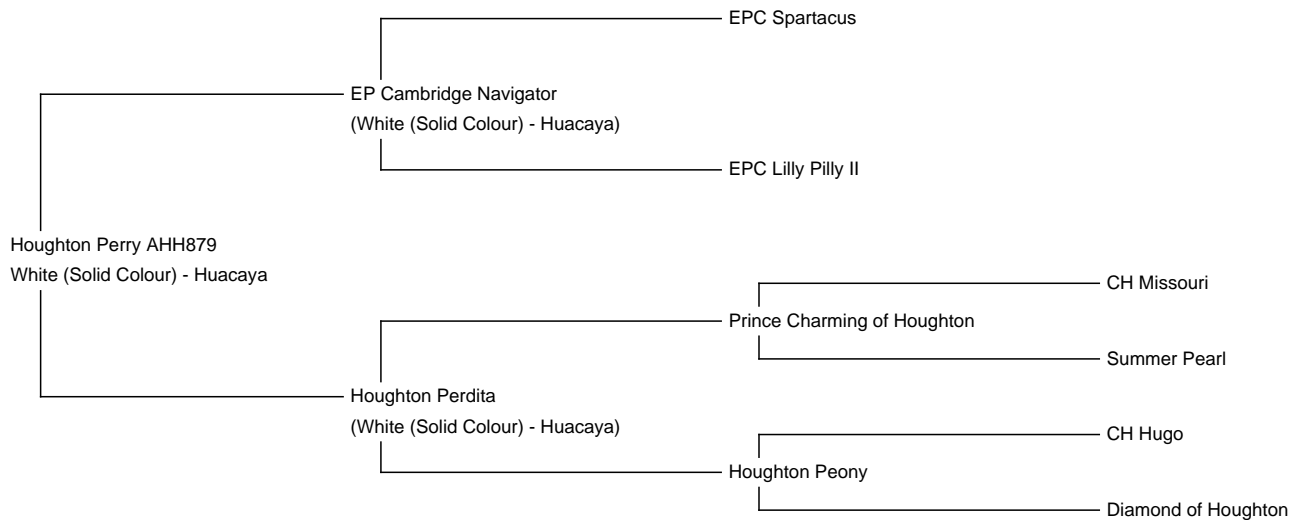 EPC Spartacus
EP Cambridge Navigator
(White (Solid Colour) - Huacaya)
EPC Lilly Pilly II
Houghton Perry AHH879
White (Solid Colour) - Huacaya
CH Missouri
Prince Charming of Houghton
Summer Pearl
Houghton Perdita
(White (Solid Colour) - Huacaya)
CH Hugo
Houghton Peony
Diamond of Houghton